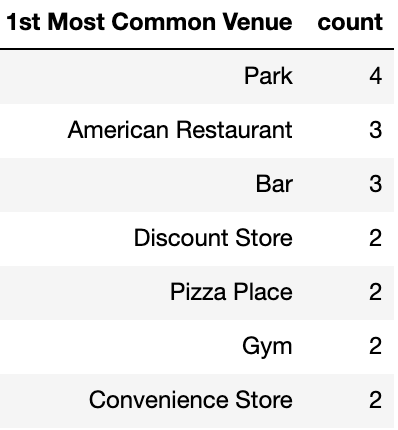 1st Most Common Venue count
Park 4
American Restaurant 3
Bar 3
Discount Store 2
Pizza Place 2
Gym 2
Convenience Store 2